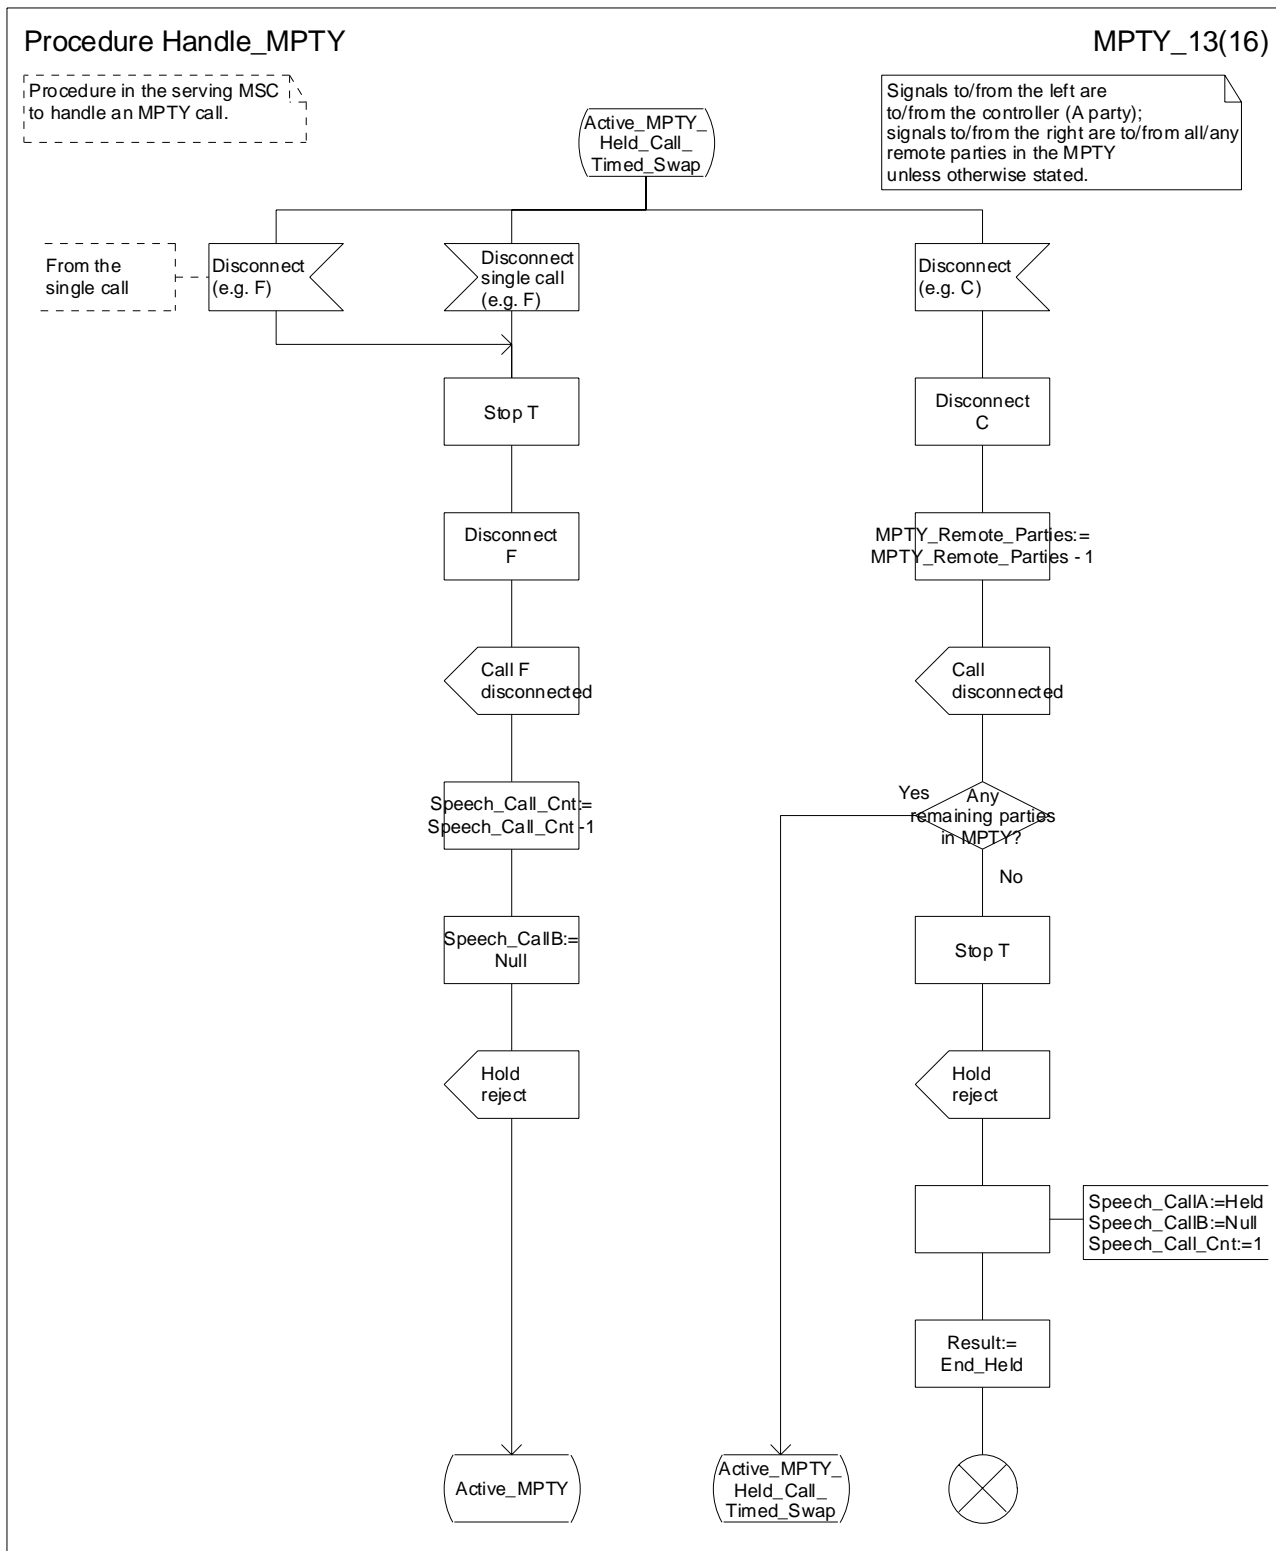 Procedure Handle_MPTY
MPTY_13(16)
Procedure in the serving MSC
to handle an MPTY call.
Signals to/from the left are
to/from the controller (A party);
signals to/from the right are to/from all/any
remote parties in the MPTY
unless otherwise stated.
Active_MPTY_
Held_Call_
Timed_Swap
From the
single call
Disconnect
(e.g. F)
Disconnect
single call
(e.g. F)
Disconnect
(e.g. C)
Stop T
Disconnect
C
Disconnect
F
MPTY_Remote_Parties:=
MPTY_Remote_Parties - 1
Call F
disconnected
Call
disconnected
Speech_Call_Cnt:=
Speech_Call_Cnt -1
Yes
Any
remaining parties
in MPTY?
No
Speech_CallB:=
Null
Stop T
Hold
reject
Hold
reject
Speech_CallA:=Held
Speech_CallB:=Null
Speech_Call_Cnt:=1
Result:=
End_Held
Active_MPTY
Active_MPTY_
Held_Call_
Timed_Swap